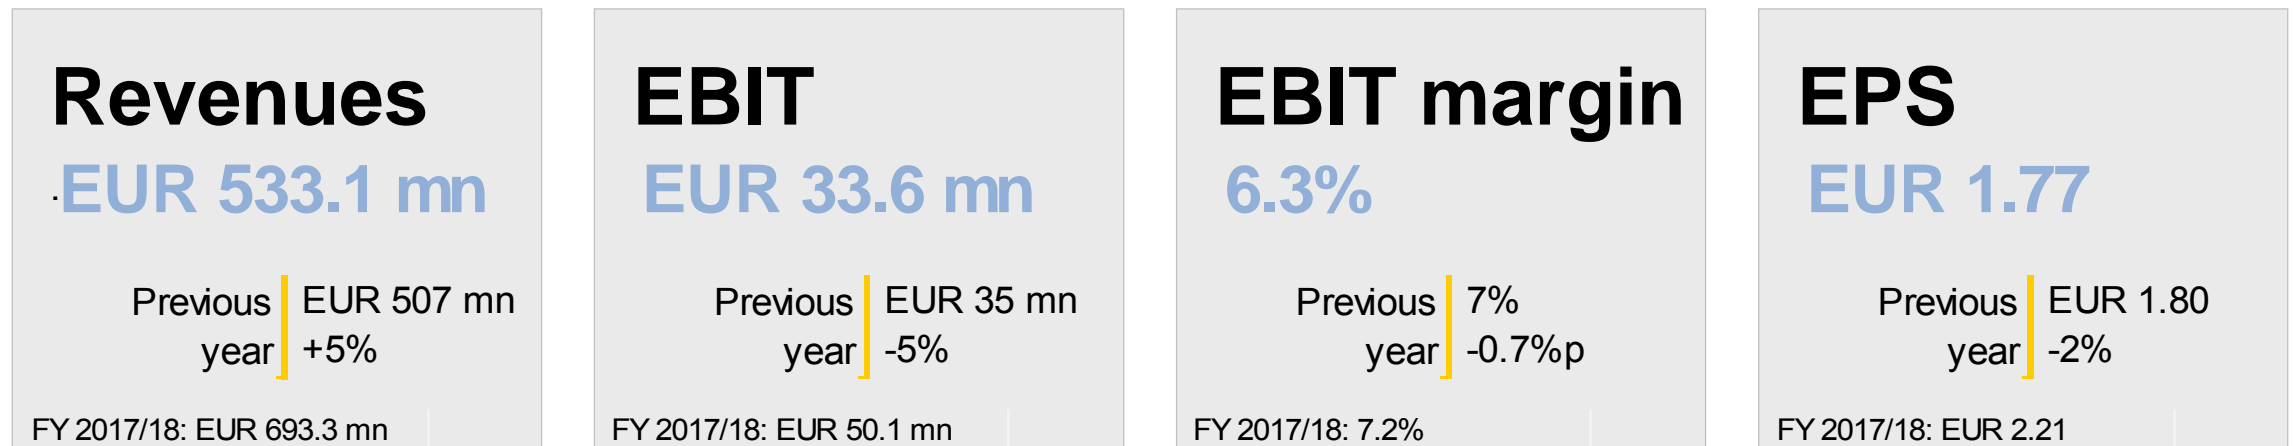 Revenues
EUR 533.1 mn
Previous year
EUR 507 mn
+5%
FY 2017/18: EUR 693.3 mn
EBIT
EUR 33.6 mn
Previous year
EUR 35 mn
-5%
FY 2017/18: EUR 50.1 mn
EBIT margin
6.3%
Previous year
7%
-0.7%p
FY 2017/18: 7.2%
EPS
EUR 1.77
Previous year
EUR 1.80
-2%
FY 2017/18: EUR 2.21